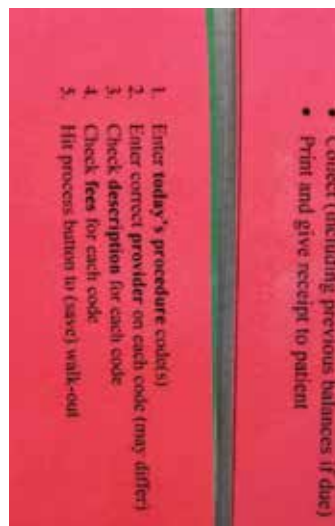 • Collect (including previous balances if due)
• Print and give receipt to patient
1. Enter today's procedure code(s)
2. Enter correct provider on each code (may differ)
3. Check description for each code
4. Check fees for each code
5. Hit process button to (save) walk-out